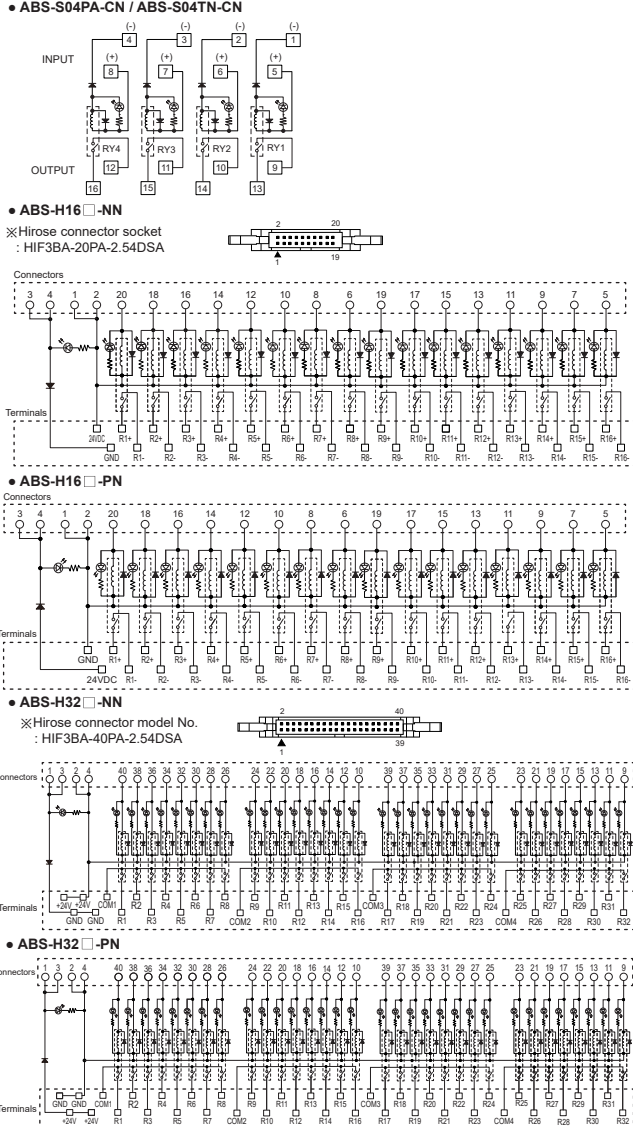 ● ABS-S04PA-CN / ABS-S04TN-CN
(-) (-) (-) (-)
4 3 2 1
INPUT (+) (+) (+) (+)
8 7 6 5
RY4 RY3 RY2 RY1
OUTPUT 12 11 10 9
16 15 14 13
● ABS-H16□-NN
※Hirose connector socket
: HIF3BA-20PA-2.54DSA
2 20
1 19
Connectors
3 4 1 2 20 18 16 14 12 10 8 6 19 17 15 13 11 9 7 5
Terminals
24VDC R1+ R2+ R3+ R4+ R5+ R6+ R7+ R8+ R9+ R10+ R11+ R12+ R13+ R14+ R15+ R16+
GND R1- R2- R3- R4- R5- R6- R7- R8- R9- R10- R11- R12- R13- R14- R15- R16-
● ABS-H16□-PN
Connectors
3 4 1 2 20 18 16 14 12 10 8 6 19 17 15 13 11 9 7 5
Terminals
GND R1+ R2+ R3+ R4+ R5+ R6+ R7+ R8+ R9+ R10+ R11+ R12+ R13+ R14+ R15+ R16+
24VDC R1- R2- R3- R4- R5- R6- R7- R8- R9- R10- R11- R12- R13- R14- R15- R16-
● ABS-H32□-NN
※Hirose connector model No.
: HIF3BA-40PA-2.54DSA
2 40
1 39
Connectors
1 3 2 4 40 38 36 34 32 30 28 26 24 22 20 18 16 14 12 10 39 37 35 33 31 29 27 25 23 21 19 17 15 13 11 9
Terminals
+24V +24V COM1 R2 R4 R6 R8 R9 R11 R13 R15 COM3 R18 R20 R22 R24 R25 R27 R29 R31
GND GND R1 R3 R5 R7 COM2 R10 R12 R14 R16 R17 R19 R21 R23 COM4 R26 R28 R30 R32
● ABS-H32□-PN
Connectors
1 3 2 4 40 38 36 34 32 30 28 26 24 22 20 18 16 14 12 10 39 37 35 33 31 29 27 25 23 21 19 17 15 13 11 9
Terminals
GND GND COM1 R2 R4 R6 R8 R9 R11 R13 R15 COM3 R18 R20 R22 R24 R25 R27 R29 R31
+24V +24V R1 R3 R5 R7 COM2 R10 R12 R14 R16 R17 R19 R21 R23 COM4 R26 R28 R30 R32